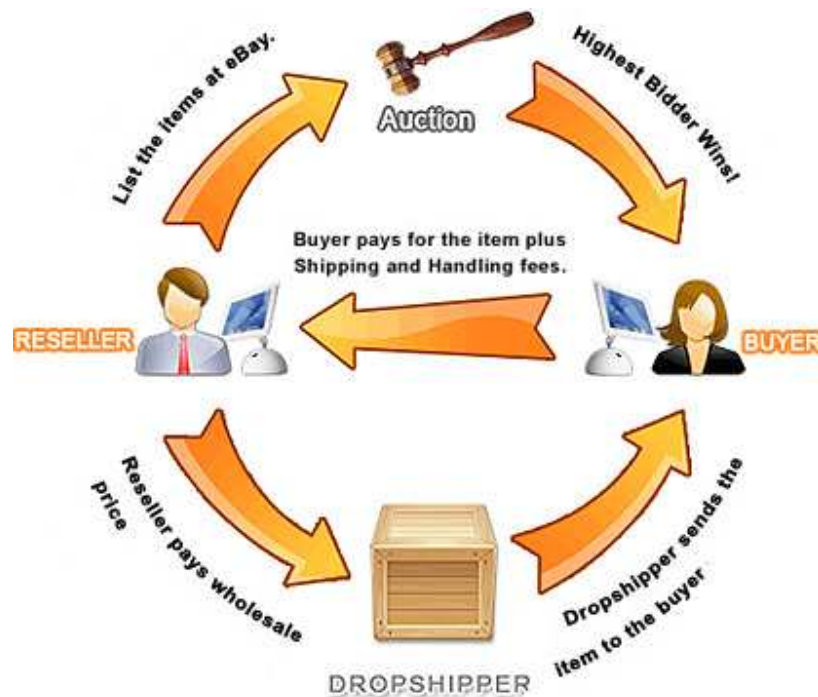 List the items at eBay.
Auction
Highest Bidder Wins!
Buyer pays for the item plus
Shipping and Handling fees.
RESELLER
BUYER
Reseller pays wholesale
price
Dropshipper sends the
item to the buyer
DROPSHIPPER